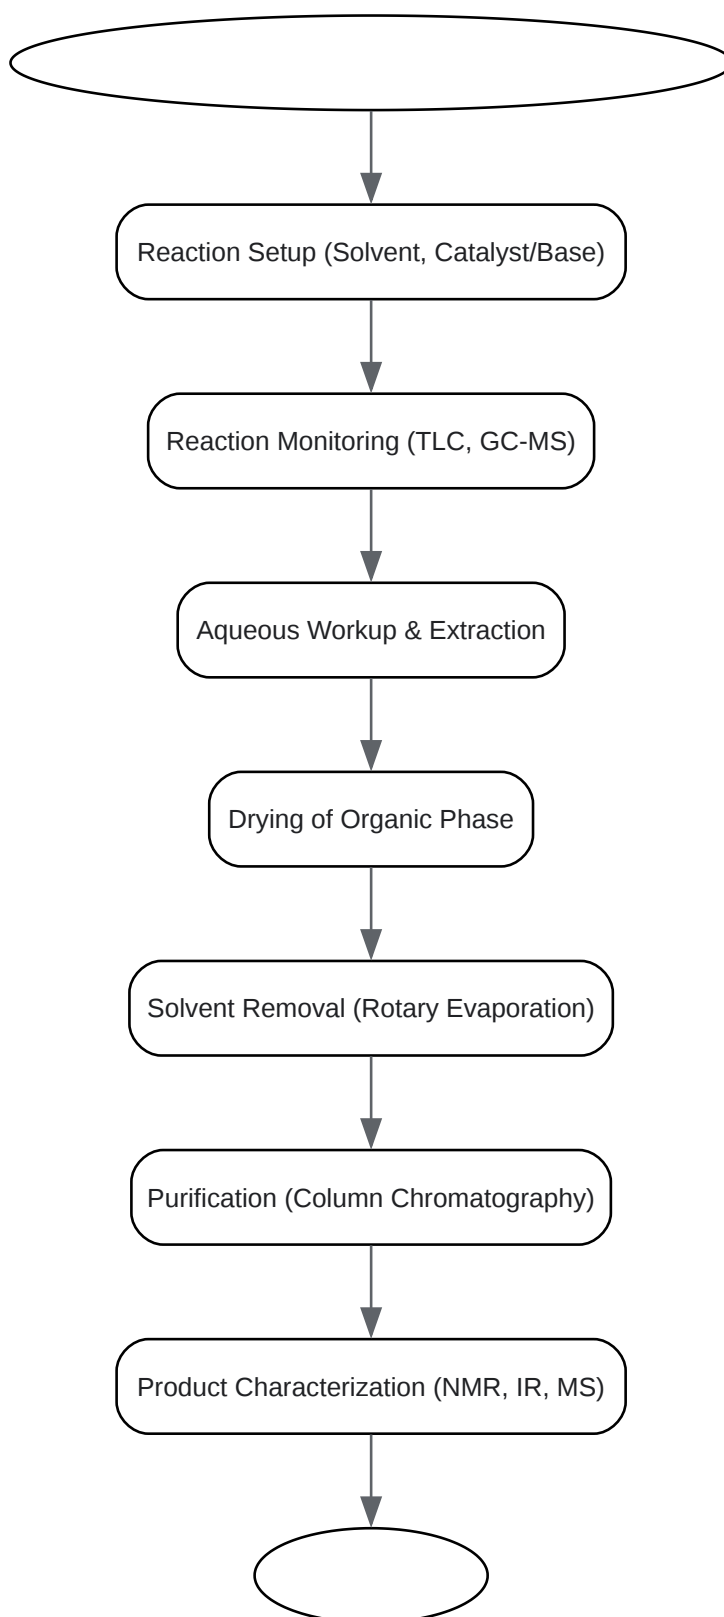 Reaction Setup (Solvent, Catalyst/Base)
Reaction Monitoring (TLC, GC-MS)
Aqueous Workup & Extraction
Drying of Organic Phase
Solvent Removal (Rotary Evaporation)
Purification (Column Chromatography)
Product Characterization (NMR, IR, MS)